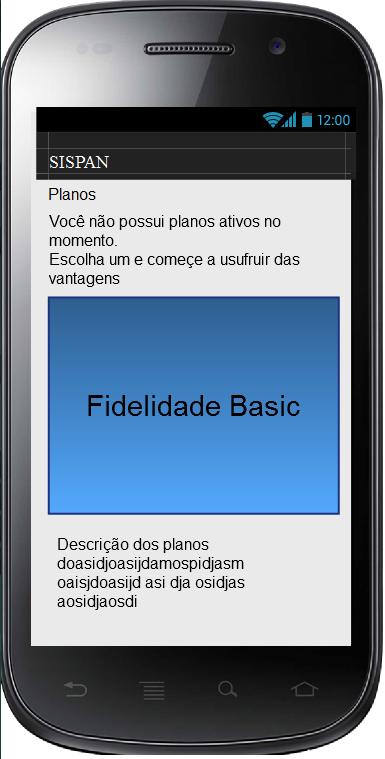 12:00
SISPAN
Planos
Você não possui planos ativos no
momento.
Escolha um e começe a usufruir das
vantagens
Fidelidade Basic
Descrição dos planos
doasidjoasijdamospidjasm
oaisjdoasijd asi dja osidjas
aosidjaosdi